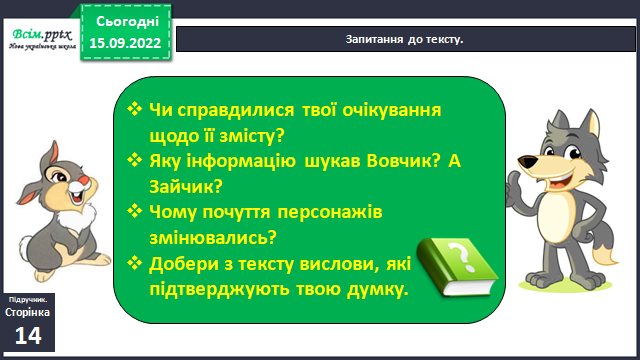 Всім.pptx
Нова українська школа
Сьогодні
15.09.2022
Запитання до тексту.
❖ Чи справдилися твої очікування
щодо її змісту?
❖ Яку інформацію шукав Вовчик? А
Зайчик?
❖ Чому почуття персонажів
змінювались?
❖ Добери з тексту вислови, які
підтверджують твою думку.
?
Підручник.
Сторінка
14